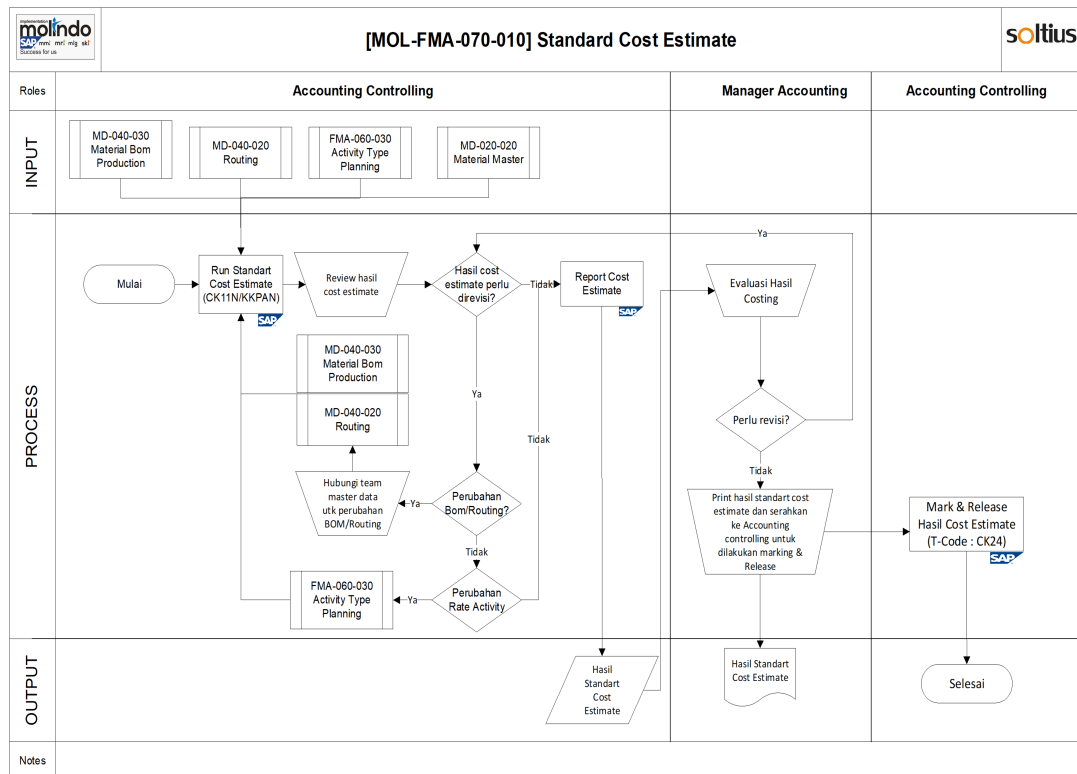 implementation
molindo
SAP mmi mri mlg ski
Success for us
[MOL-FMA-070-010] Standard Cost Estimate
soltius
Roles
Accounting Controlling
Manager Accounting
Accounting Controlling
INPUT
MD-040-030
Material Bom
Production
MD-040-020
Routing
FMA-060-030
Activity Type
Planning
MD-020-020
Material Master
PROCESS
Ya
Mulai
Run Standart
Cost Estimate
(CK11N/KKPAN)
SAP
Review hasil
cost estimate
Hasil cost
estimate perlu
direvisi?
Tidak
Report Cost
Estimate
SAP
Evaluasi Hasil
Costing
MD-040-030
Material Bom
Production
MD-040-020
Routing
Ya
Tidak
Perlu revisi?
Tidak
Hubungi team
master data
utk perubahan
BOM/Routing
Ya
Perubahan
Bom/Routing?
Print hasil standart cost
estimate dan serahkan
ke Accounting
controlling untuk
dilakukan marking &
Release
Mark & Release
Hasil Cost Estimate
(T-Code : CK24)
SAP
Tidak
FMA-060-030
Activity Type
Planning
Ya
Perubahan
Rate Activity
OUTPUT
Hasil
Standart
Cost
Estimate
Hasil Standart
Cost Estimate
Selesai
Notes